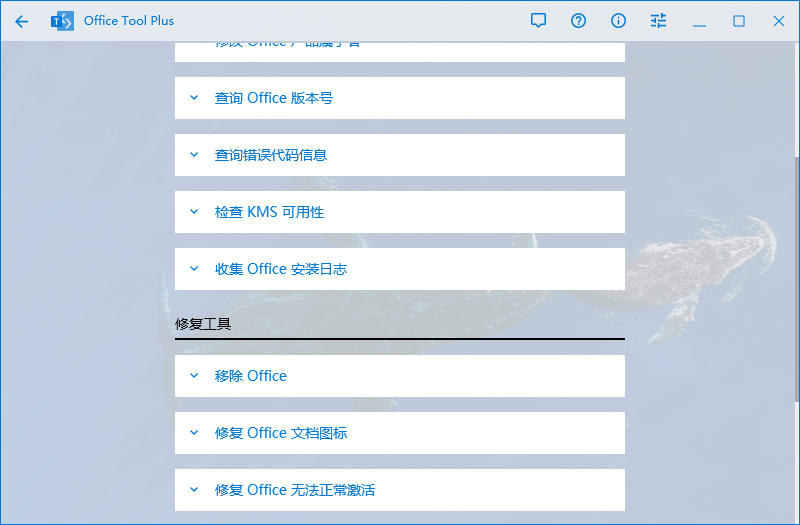 Office Tool Plus
查询 Office 版本号
查询错误代码信息
检查 KMS 可用性
收集 Office 安装日志
修复工具
移除 Office
修复 Office 文档图标
修复 Office 无法正常激活